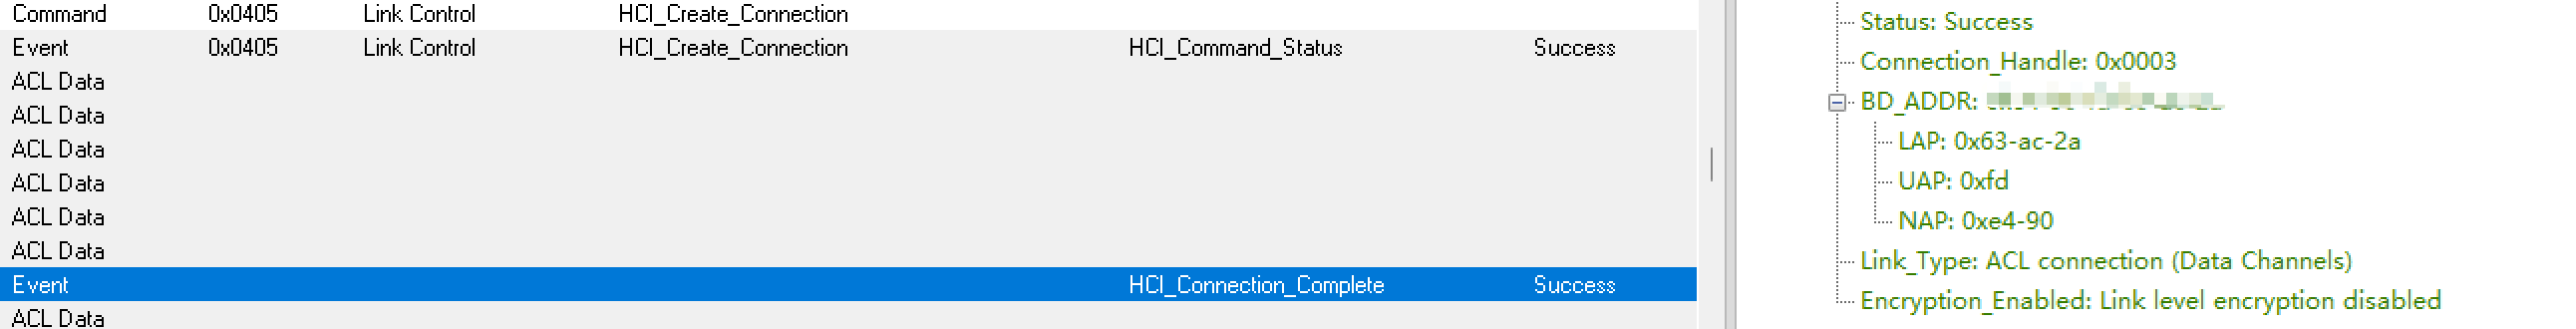 Command 0x0405 Link Control HCI_Create_Connection
Event 0x0405 Link Control HCI_Create_Connection HCI_Command_Status Success
ACL Data
ACL Data
ACL Data
ACL Data
ACL Data
ACL Data
Event HCI_Connection_Complete Success
ACL Data
Status: Success
Connection_Handle: 0x0003
BD_ADDR:
LAP: 0x63-ac-2a
UAP: 0xfd
NAP: 0xe4-90
Link_Type: ACL connection (Data Channels)
Encryption_Enabled: Link level encryption disabled